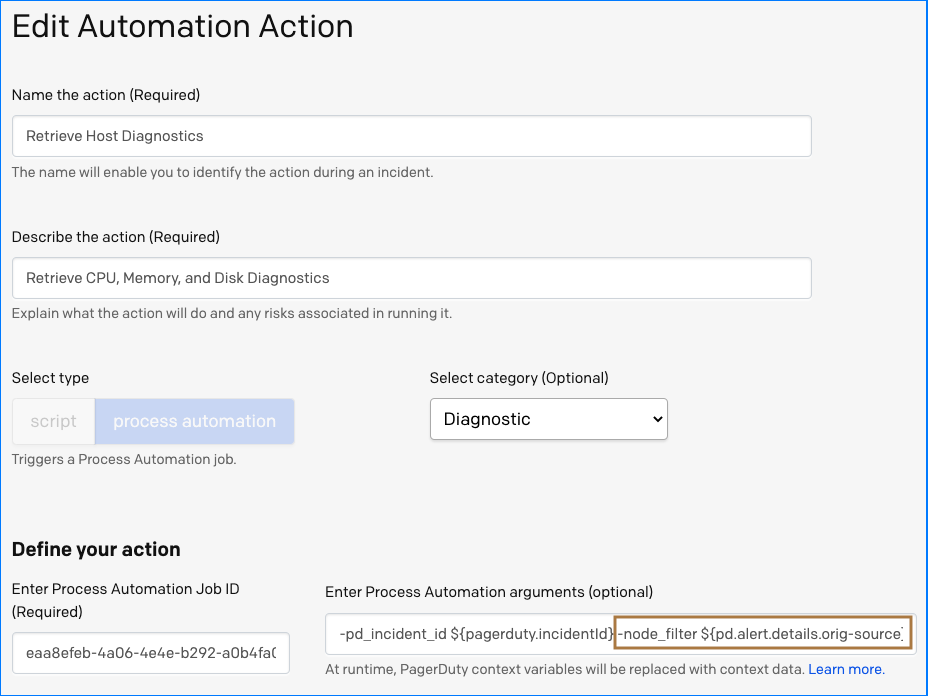 Edit Automation Action
Name the action (Required)
Retrieve Host Diagnostics
The name will enable you to identify the action during an incident.
Describe the action (Required)
Retrieve CPU, Memory, and Disk Diagnostics
Explain what the action will do and any risks associated in running it.
Select type
Select category (Optional)
script
process automation
Diagnostic
Triggers a Process Automation job.
Define your action
Enter Process Automation Job ID
(Required)
Enter Process Automation arguments (optional)
eaa8efeb-4a06-4e4e-b292-a0b4fa0
-pd_incident_id ${pagerduty.incidentId} -node_filter ${pd.alert.details.orig-source}
At runtime, PagerDuty context variables will be replaced with context data. Learn more.